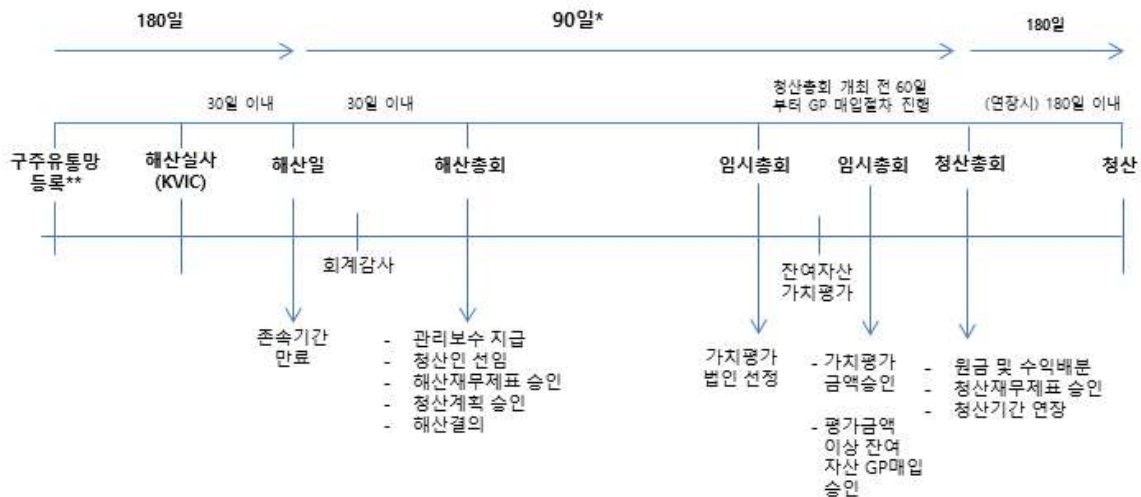 180일
90일*
180일
30일 이내
30일 이내
청산총회 개최 전 60일
부터 GP 매입절차 진행
(연장시) 180일 이내
구주유통망
등록**
해산실사
(KVIC)
해산일
해산총회
임시총회
임시총회
청산총회
청산
회계감사
잔여자산
가치평가
존속기간
만료
- 관리보수 지급
- 청산인 선임
- 해산재무제표 승인
- 청산계획 승인
- 해산결의
가치평가
법인 선정
- 가치평가
금액승인
- 평가금액
이상 잔여
자산 GP매입
승인
- 원금 및 수익배분
- 청산재무제표 승인
- 청산기간 연장